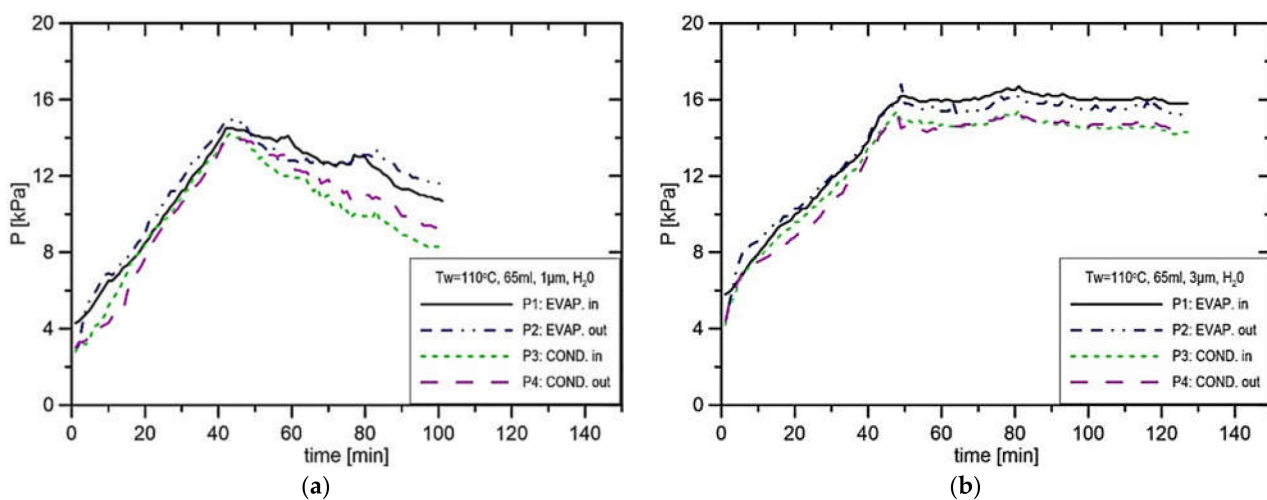 20
16
12
8
4
0
P [kPa]
0 20 40 60 80 100 120 140
time [min]
Tw=110°C, 65ml, 1µm, H₂0
P1: EVAP. in
P2: EVAP. out
P3: COND. in
P4: COND. out
(a)
20
16
12
8
4
0
P [kPa]
0 20 40 60 80 100 120 140
time [min]
Tw=110°C, 65ml, 3µm, H₂0
P1: EVAP. in
P2: EVAP. out
P3: COND. in
P4: COND. out
(b)